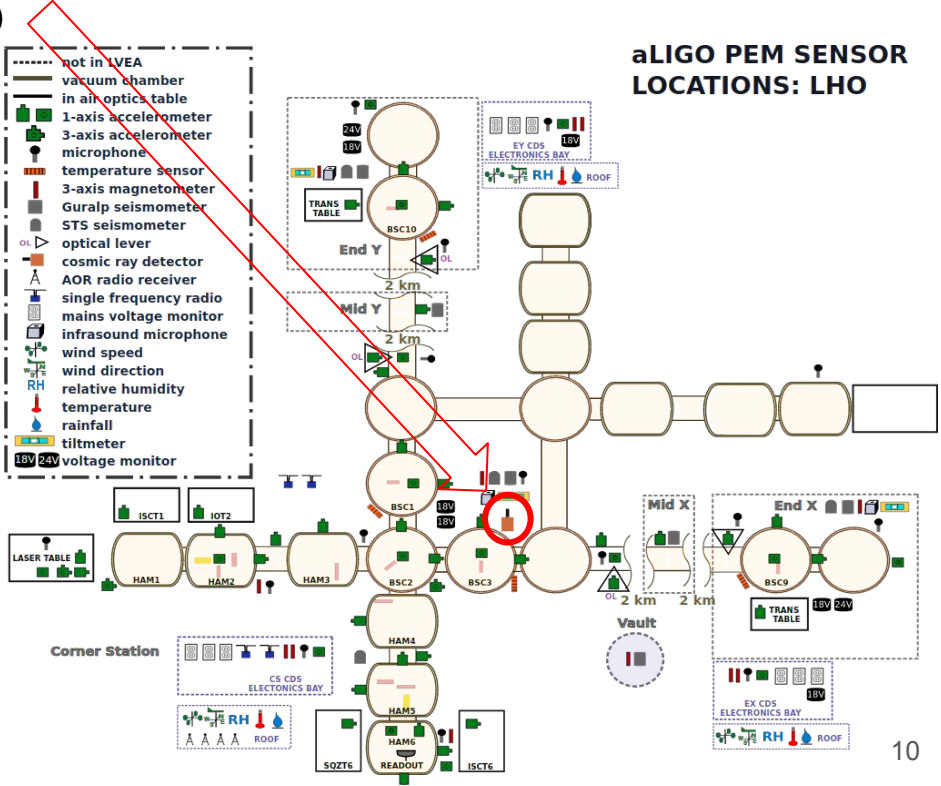 )
aLIGO PEM SENSOR
LOCATIONS: LHO
not in LVEA
vacuum chamber
in air optics table
1-axis accelerometer
3-axis accelerometer
microphone
temperature sensor
3-axis magnetometer
Guralp seismometer
STS seismometer
OL optical lever
cosmic ray detector
AOR radio receiver
single frequency radio
mains voltage monitor
infrasound microphone
wind speed
W N S E wind direction
RH relative humidity
temperature
rainfall
tiltmeter
18V 24V voltage monitor
24V
18V
TRANS
TABLE
BSC10
End Y
OL
2 km
Mid Y
2 km
OL
18V
EY CDS
ELECTRONICS BAY
RH
ROOF
BSC1
18V
18V
ISCT1
IOT2
LASER TABLE
HAM1
HAM2
HAM3
BSC2
BSC3
OL
2 km
Mid X
2 km
End X
BSC9
TRANS
TABLE
18V 24V
Vault
HAM4
HAM5
HAM6
READOUT
SQZT6
ISCT6
Corner Station
CS CDS
ELECTONICS BAY
RH
ROOF
18V
EX CDS
ELECTRONICS BAY
RH
ROOF
10